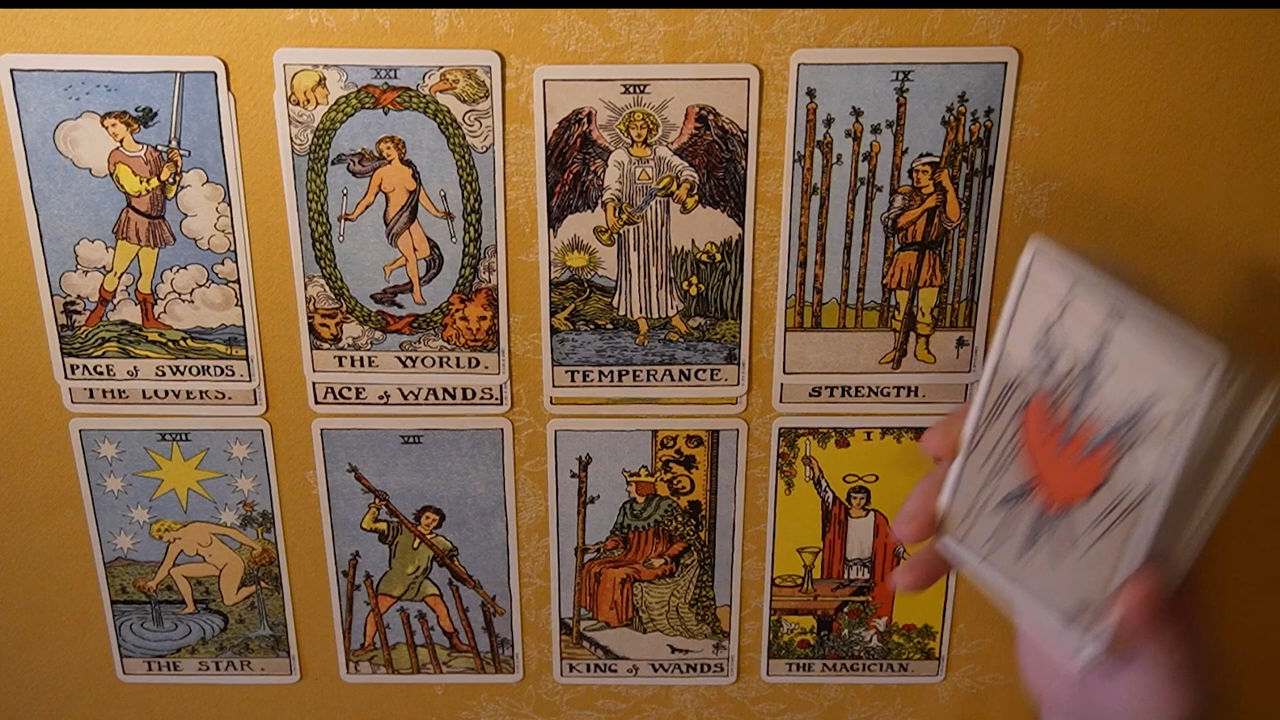 PAGE of SWORDS.
THE LOVERS.
XXI
THE WORLD.
ACE of WANDS.
XIV
TEMPERANCE.
IX
STRENGTH.
XVII
THE STAR.
VII
KING of WANDS
I
THE MAGICIAN.